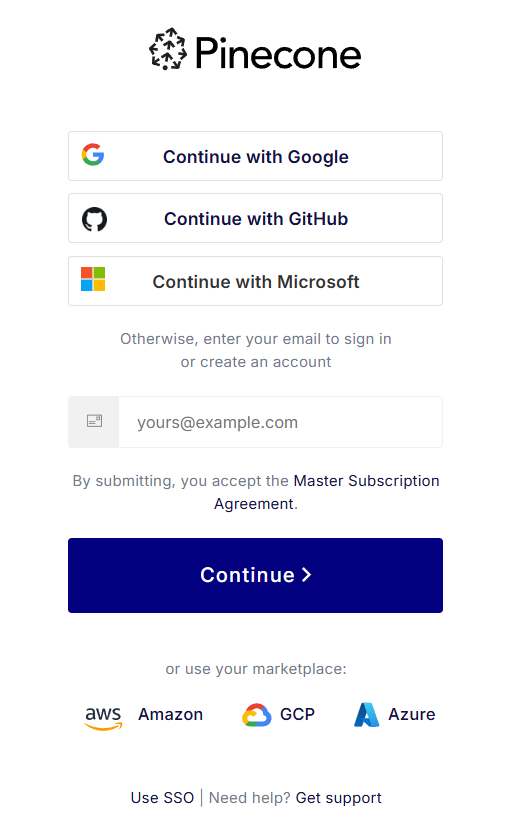 Pinecone
Continue with Google
Continue with GitHub
Continue with Microsoft
Otherwise, enter your email to sign in
or create an account
yours@example.com
By submitting, you accept the Master Subscription
Agreement.
Continue
or use your marketplace:
aws Amazon GCP Azure
Use SSO | Need help? Get support